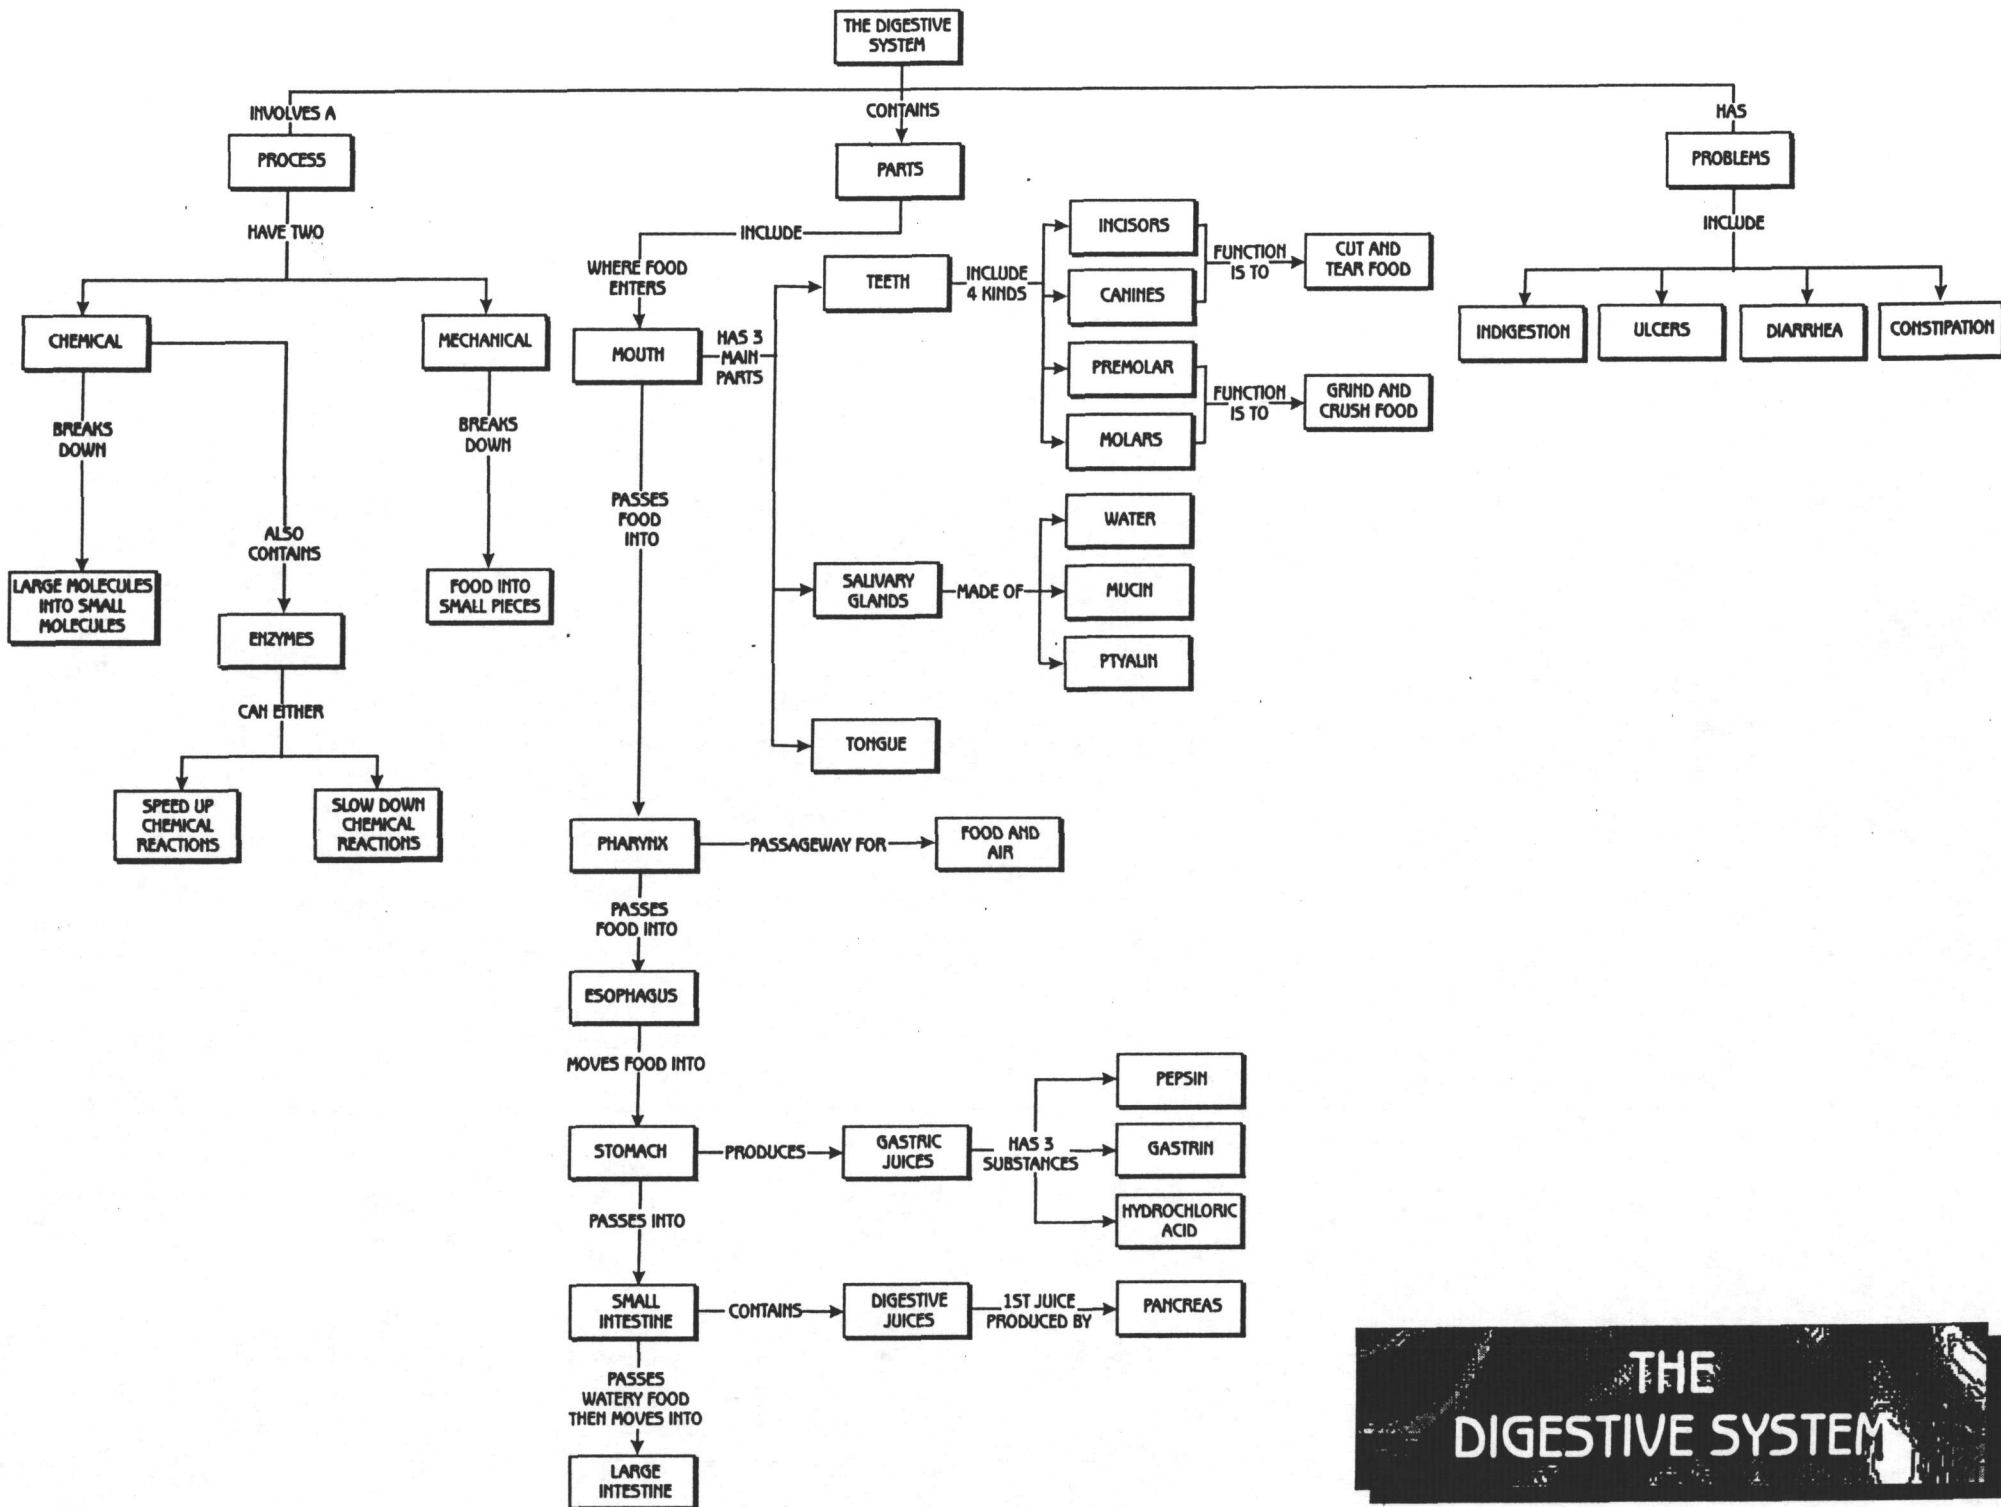 THE DIGESTIVE
SYSTEM
INVOLVES A
CONTAINS
HAS
PROCESS
PARTS
PROBLEMS
HAVE TWO
INCLUDE
INCLUDE
CHEMICAL
MECHANICAL
BREAKS
DOWN
BREAKS
DOWN
ALSO
CONTAINS
LARGE MOLECULES
INTO SMALL
MOLECULES
FOOD INTO
SMALL PIECES
ENZYMES
CAN EITHER
SPEED UP
CHEMICAL
REACTIONS
SLOW DOWN
CHEMICAL
REACTIONS
WHERE FOOD
ENTERS
MOUTH
HAS 3
MAIN
PARTS
TEETH
INCLUDE
4 KINDS
INCISORS
CANINES
PREMOLAR
MOLARS
FUNCTION
IS TO
CUT AND
TEAR FOOD
FUNCTION
IS TO
GRIND AND
CRUSH FOOD
SALIVARY
GLANDS
MADE OF
WATER
MUCIN
PTYALIN
TONGUE
PASSES
FOOD
INTO
PHARYNX
PASSAGEWAY FOR
FOOD AND
AIR
PASSES
FOOD INTO
ESOPHAGUS
MOVES FOOD INTO
STOMACH
PRODUCES
GASTRIC
JUICES
HAS 3
SUBSTANCES
PEPSIN
GASTRIN
HYDROCHLORIC
ACID
PASSES INTO
SMALL
INTESTINE
CONTAINS
DIGESTIVE
JUICES
1ST JUICE
PRODUCED BY
PANCREAS
PASSES
WATERY FOOD
THEN MOVES INTO
LARGE
INTESTINE
INDIGESTION
ULCERS
DIARRHEA
CONSTIPATION
THE
DIGESTIVE SYSTEM